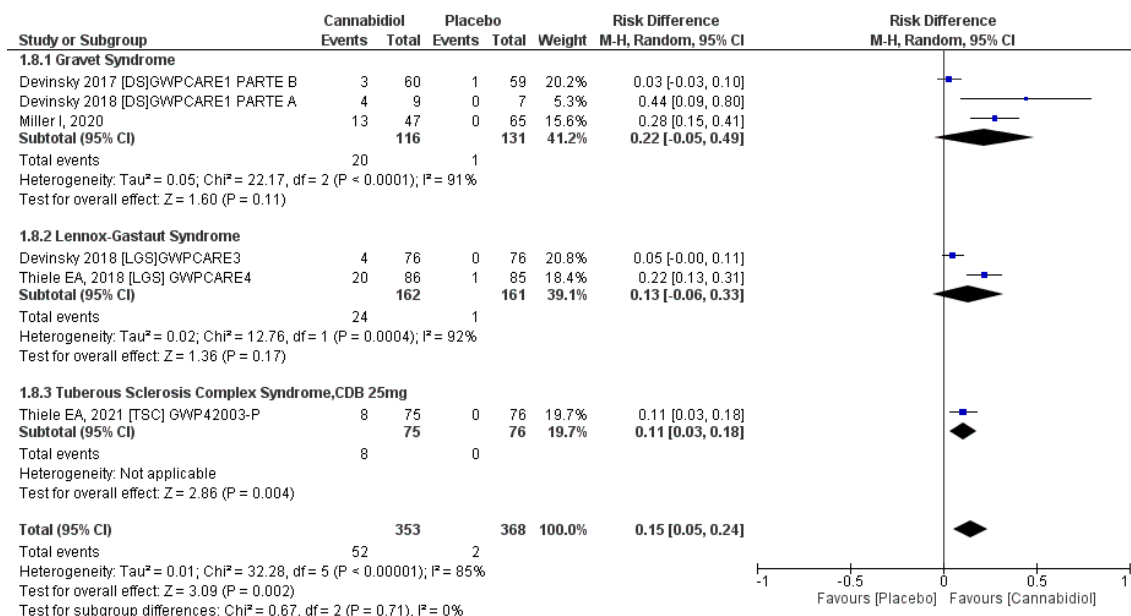 Cannabidiol Placebo Risk Difference Risk Difference
Study or Subgroup Events Total Events Total Weight M-H, Random, 95% CI M-H, Random, 95% CI
1.8.1 Gravet Syndrome
Devinsky 2017 [DS]GWPCARE1 PARTE B 3 60 1 59 20.2% 0.03 [-0.03, 0.10]
Devinsky 2018 [DS]GWPCARE1 PARTE A 4 9 0 7 5.3% 0.44 [0.09, 0.80]
Miller I, 2020 13 47 0 65 15.6% 0.28 [0.15, 0.41]
Subtotal (95% CI) 116 131 41.2% 0.22 [-0.05, 0.49]
Total events 20 1
Heterogeneity: Tau² = 0.05; Chi² = 22.17, df = 2 (P < 0.0001); I² = 91%
Test for overall effect: Z = 1.60 (P = 0.11)
1.8.2 Lennox-Gastaut Syndrome
Devinsky 2018 [LGS]GWPCARE3 4 76 0 76 20.8% 0.05 [-0.00, 0.11]
Thiele EA, 2018 [LGS] GWPCARE4 20 86 1 85 18.4% 0.22 [0.13, 0.31]
Subtotal (95% CI) 162 161 39.1% 0.13 [-0.06, 0.33]
Total events 24 1
Heterogeneity: Tau² = 0.02; Chi² = 12.76, df = 1 (P = 0.0004); I² = 92%
Test for overall effect: Z = 1.36 (P = 0.17)
1.8.3 Tuberous Sclerosis Complex Syndrome,CDB 25mg
Thiele EA, 2021 [TSC] GWP42003-P 8 75 0 76 19.7% 0.11 [0.03, 0.18]
Subtotal (95% CI) 75 76 19.7% 0.11 [0.03, 0.18]
Total events 8 0
Heterogeneity: Not applicable
Test for overall effect: Z = 2.86 (P = 0.004)
Total (95% CI) 353 368 100.0% 0.15 [0.05, 0.24]
Total events 52 2
Heterogeneity: Tau² = 0.01; Chi² = 32.28, df = 5 (P < 0.00001); I² = 85%
Test for overall effect: Z = 3.09 (P = 0.002)
Test for subgroup differences: Chi² = 0.67, df = 2 (P = 0.71), I² = 0%
-1 -0.5 0 0.5 1
Favours [Placebo] Favours [Cannabidiol]